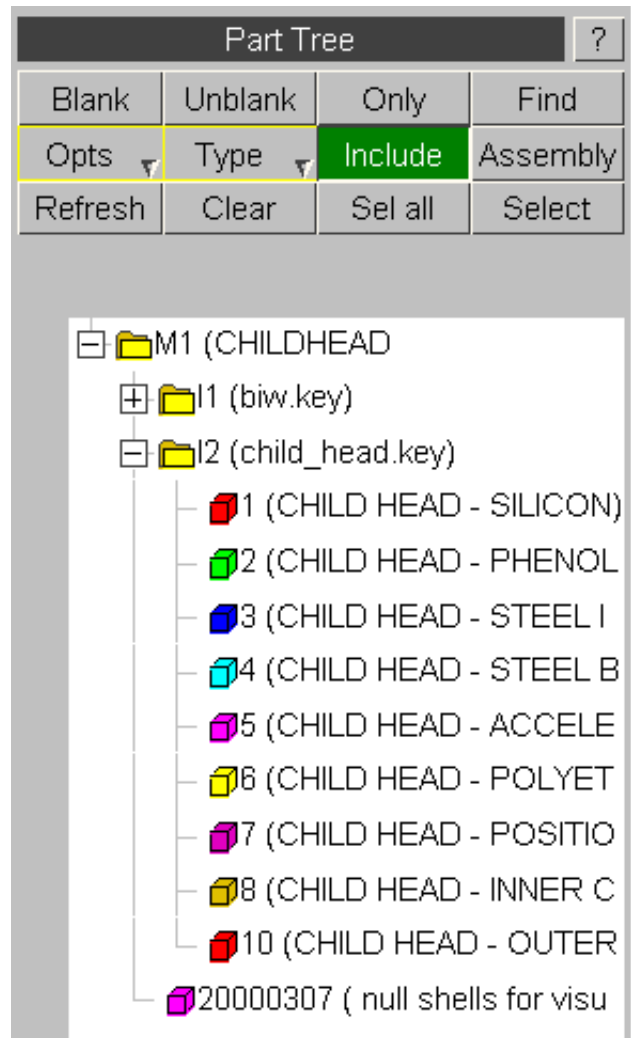 Part Tree ?
Blank Unblank Only Find
Opts Type Include Assembly
Refresh Clear Sel all Select
M1 (CHILDHEAD
I1 (biw.key)
I2 (child_head.key)
1 (CHILD HEAD - SILICON)
2 (CHILD HEAD - PHENOL
3 (CHILD HEAD - STEEL I
4 (CHILD HEAD - STEEL B
5 (CHILD HEAD - ACCELE
6 (CHILD HEAD - POLYET
7 (CHILD HEAD - POSITIO
8 (CHILD HEAD - INNER C
10 (CHILD HEAD - OUTER
20000307 ( null shells for visu